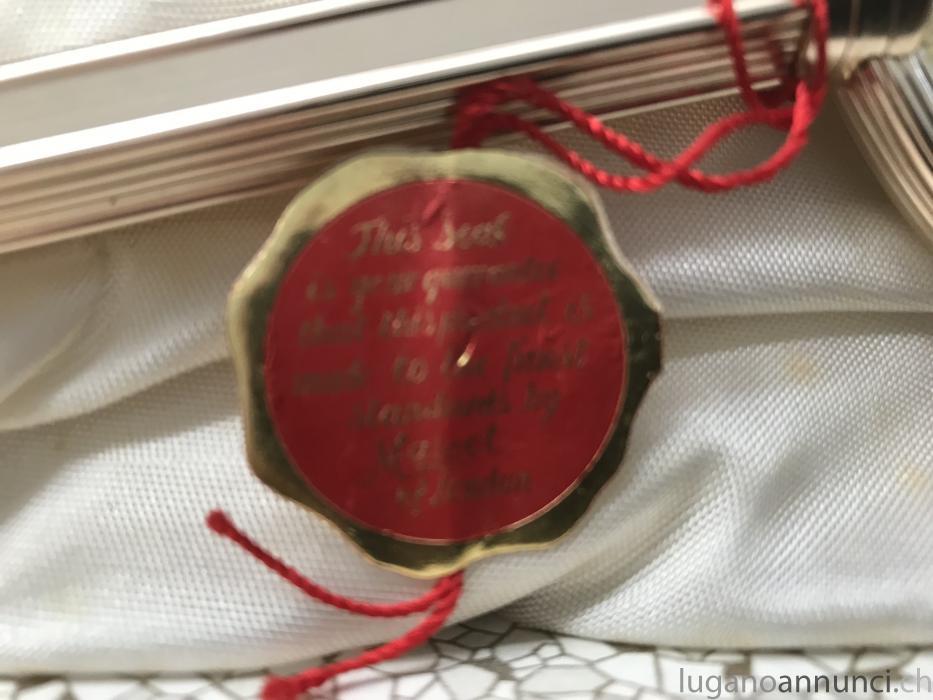 This seal
is your guarantee
that this product is
made to the finest
standards by
of London
luganoannunci.ch